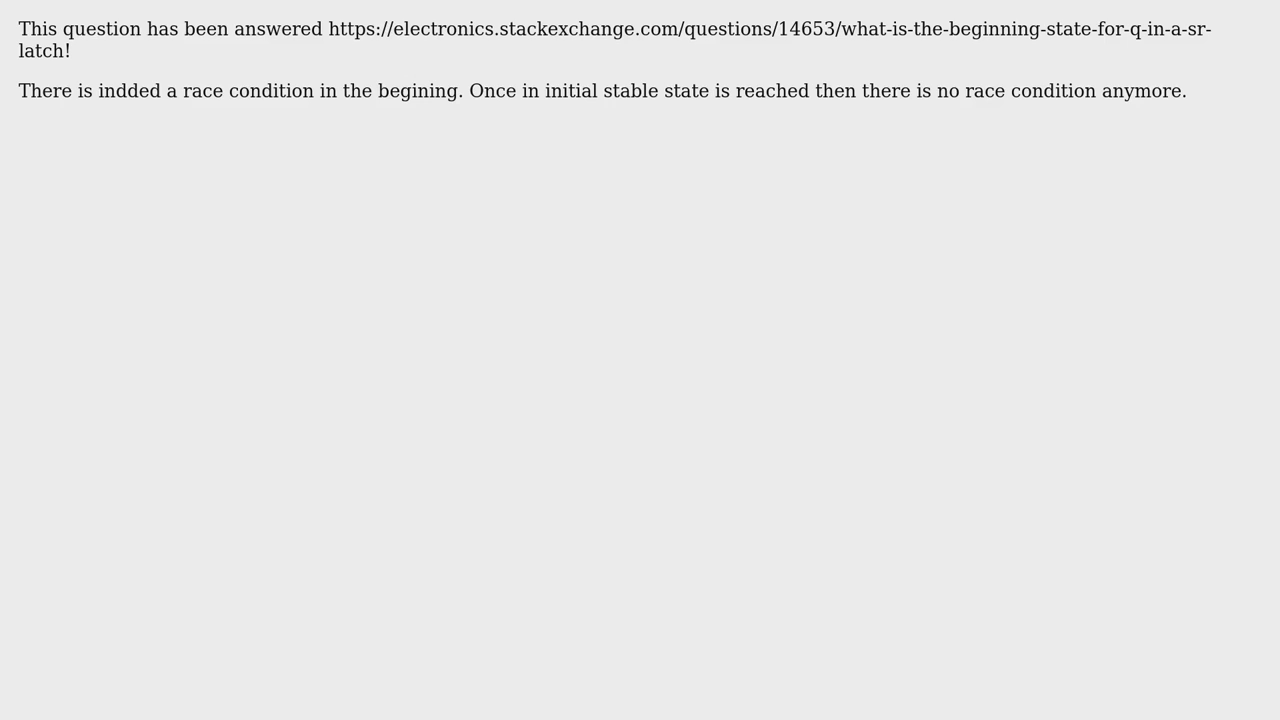 This question has been answered https://electronics.stackexchange.com/questions/14653/what-is-the-beginning-state-for-q-in-a-sr-
latch!
There is indded a race condition in the begining. Once in initial stable state is reached then there is no race condition anymore.